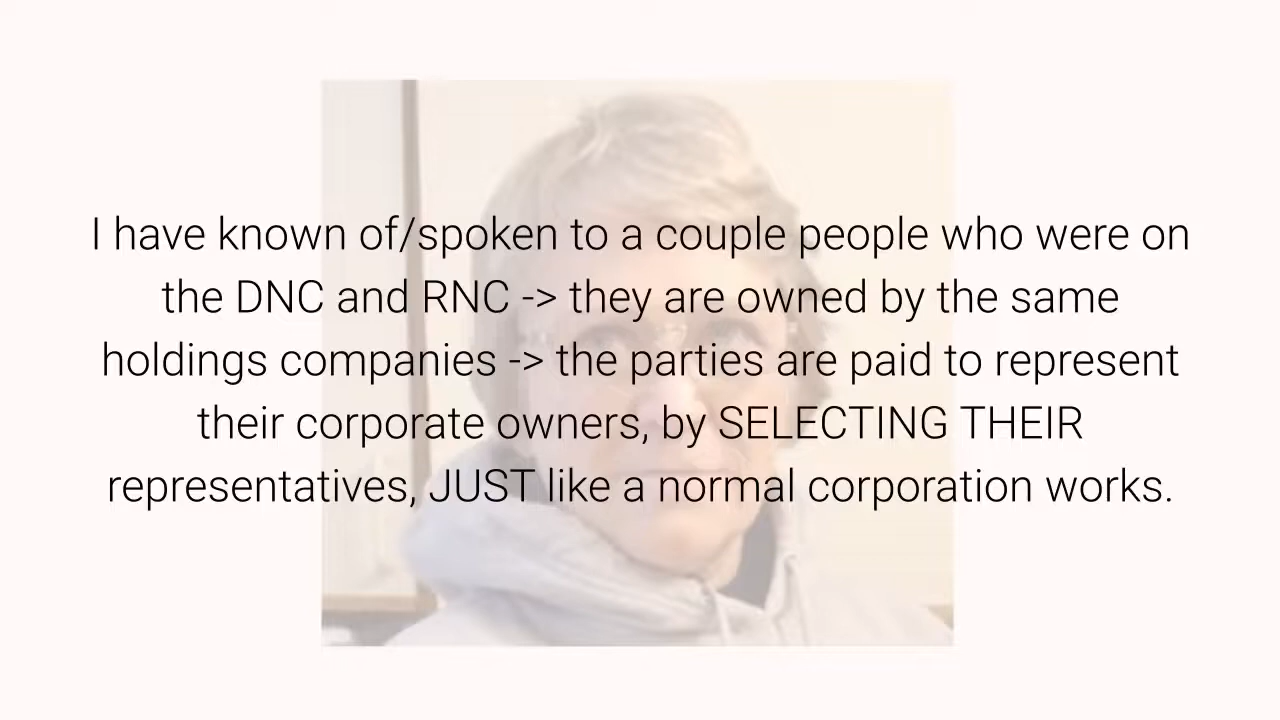 I have known of/spoken to a couple people who were on
the DNC and RNC -> they are owned by the same
holdings companies -> the parties are paid to represent
their corporate owners, by SELECTING THEIR
representatives, JUST like a normal corporation works.